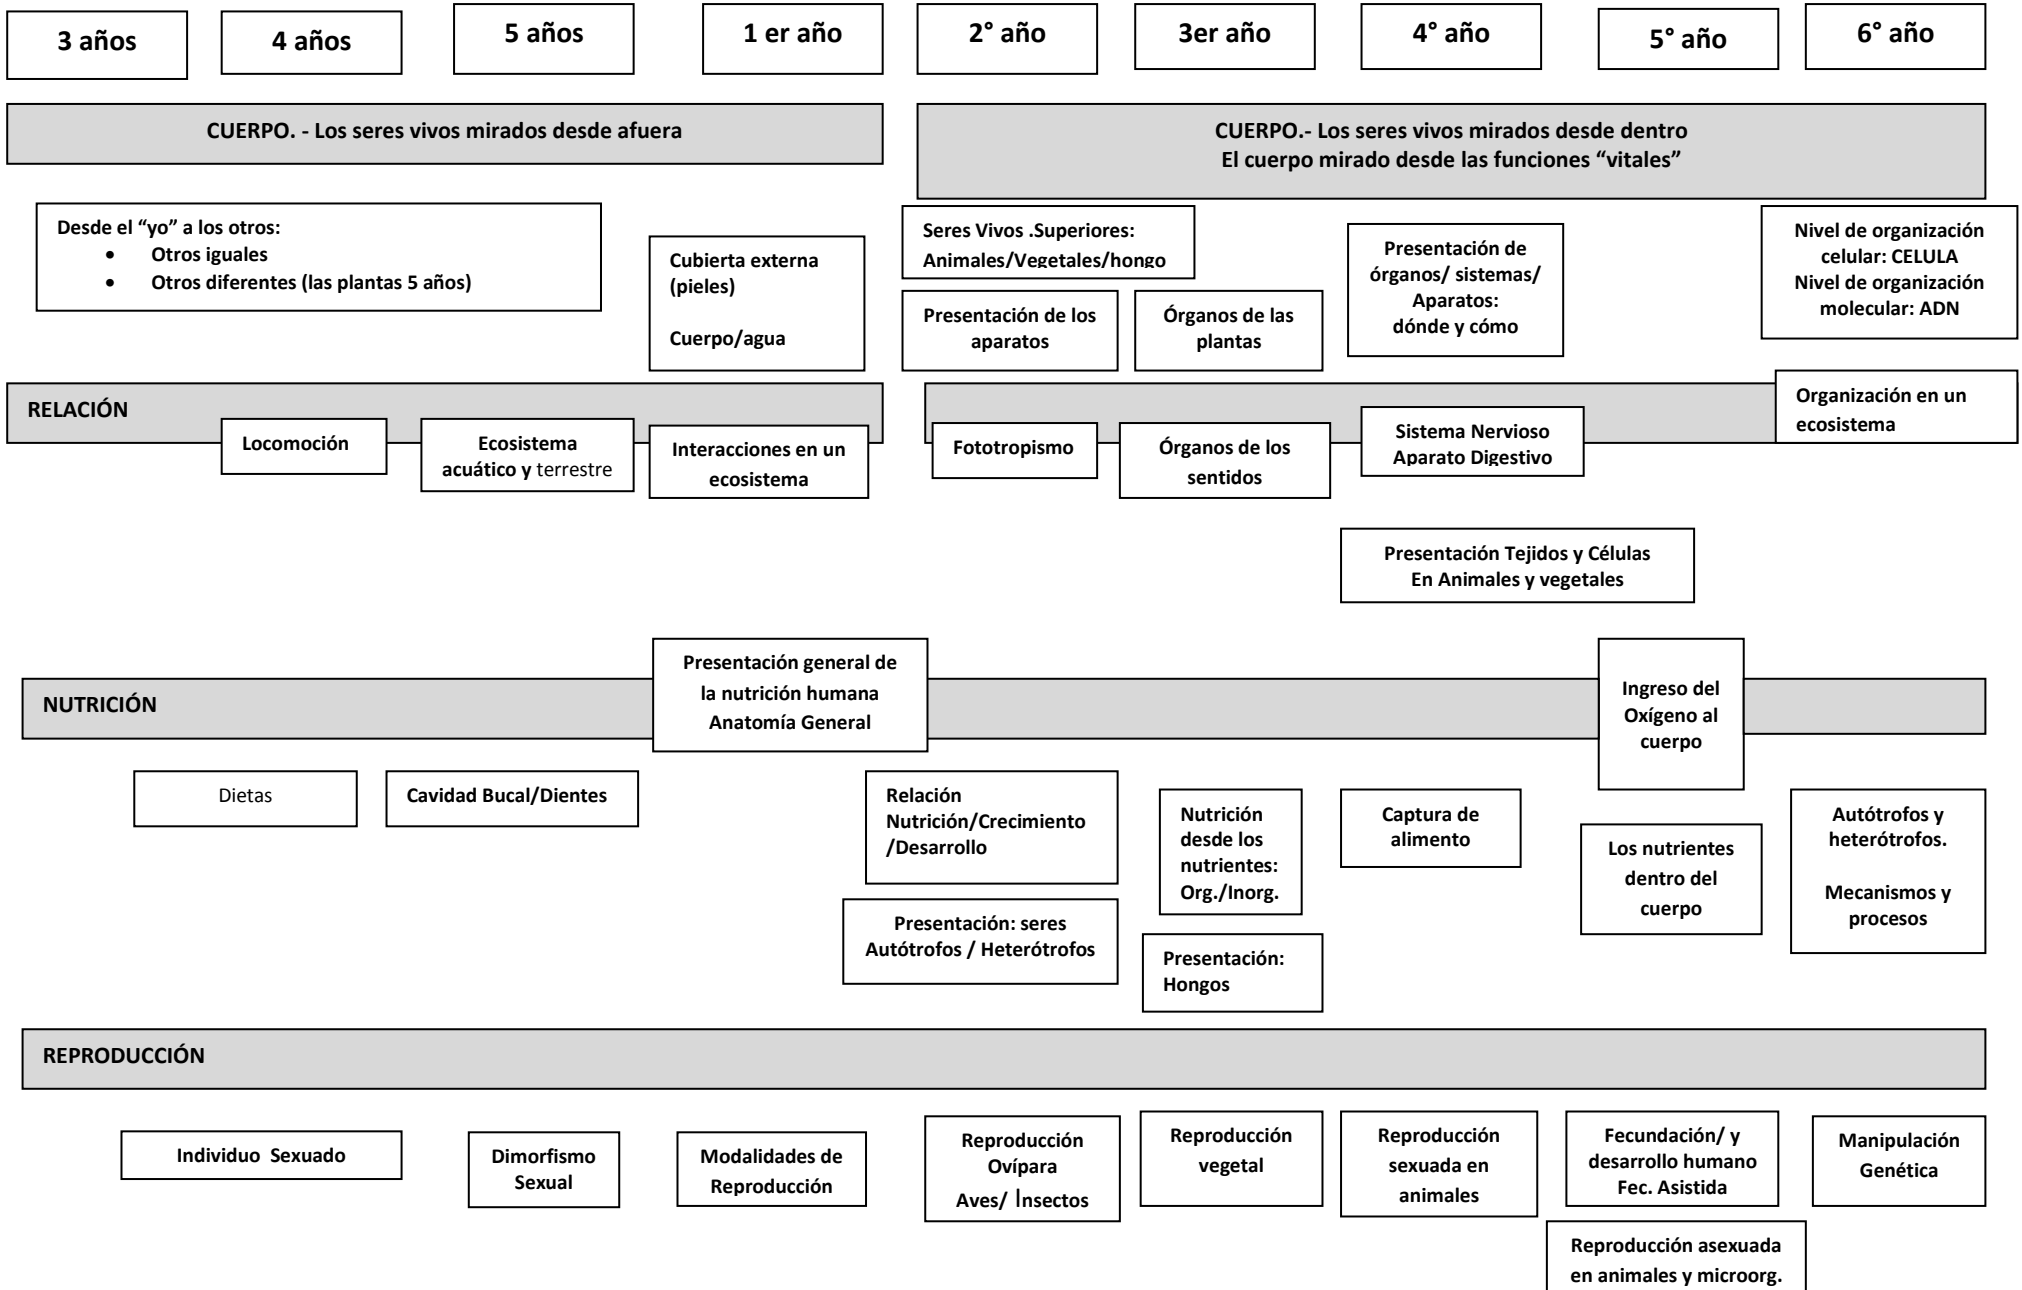 3 años
4 años
5 años
1 er año
2° año
3er año
4° año
5° año
6° año
CUERPO. - Los seres vivos mirados desde afuera
CUERPO.- Los seres vivos mirados desde dentro
El cuerpo mirado desde las funciones “vitales”
Desde el “yo” a los otros:
• Otros iguales
• Otros diferentes (las plantas 5 años)
Cubierta externa
(pieles)
Cuerpo/agua
Seres Vivos .Superiores:
Animales/Vegetales/hongo
Presentación de los
aparatos
Órganos de las
plantas
Presentación de
órganos/ sistemas/
Aparatos:
dónde y cómo
Nivel de organización
celular: CELULA
Nivel de organización
molecular: ADN
RELACIÓN
Locomoción
Ecosistema
acuático y terrestre
Interacciones en un
ecosistema
Fototropismo
Órganos de los
sentidos
Sistema Nervioso
Aparato Digestivo
Organización en un
ecosistema
Presentación Tejidos y Células
En Animales y vegetales
NUTRICIÓN
Presentación general de
la nutrición humana
Anatomía General
Ingreso del
Oxígeno al
cuerpo
Dietas
Cavidad Bucal/Dientes
Relación
Nutrición/Crecimiento
/Desarrollo
Presentación: seres
Autótrofos / Heterótrofos
Nutrición
desde los
nutrientes:
Org./Inorg.
Presentación:
Hongos
Captura de
alimento
Los nutrientes
dentro del
cuerpo
Autótrofos y
heterótrofos.
Mecanismos y
procesos
REPRODUCCIÓN
Individuo  Sexuado
Dimorfismo
Sexual
Modalidades de
Reproducción
Reproducción
Ovípara
Aves/ Insectos
Reproducción
vegetal
Reproducción
sexuada en
animales
Fecundación/ y
desarrollo humano
Fec. Asistida
Manipulación
Genética
Reproducción asexuada
en animales y microorg.